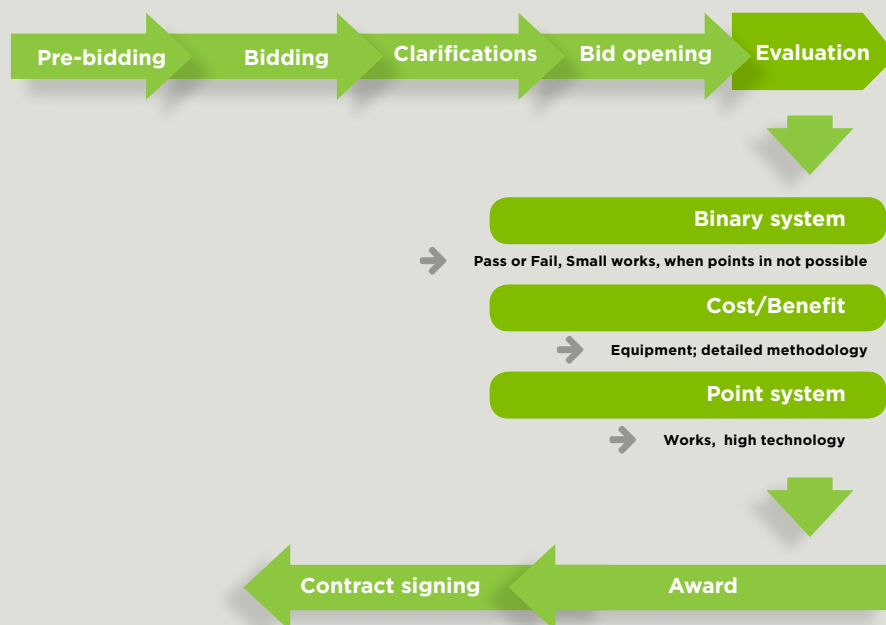 Pre-bidding
Bidding
Clarifications
Bid opening
Evaluation
Binary system
Pass or Fail, Small works, when points in not possible
Cost/Benefit
Equipment; detailed methodology
Point system
Works, high technology
Award
Contract signing